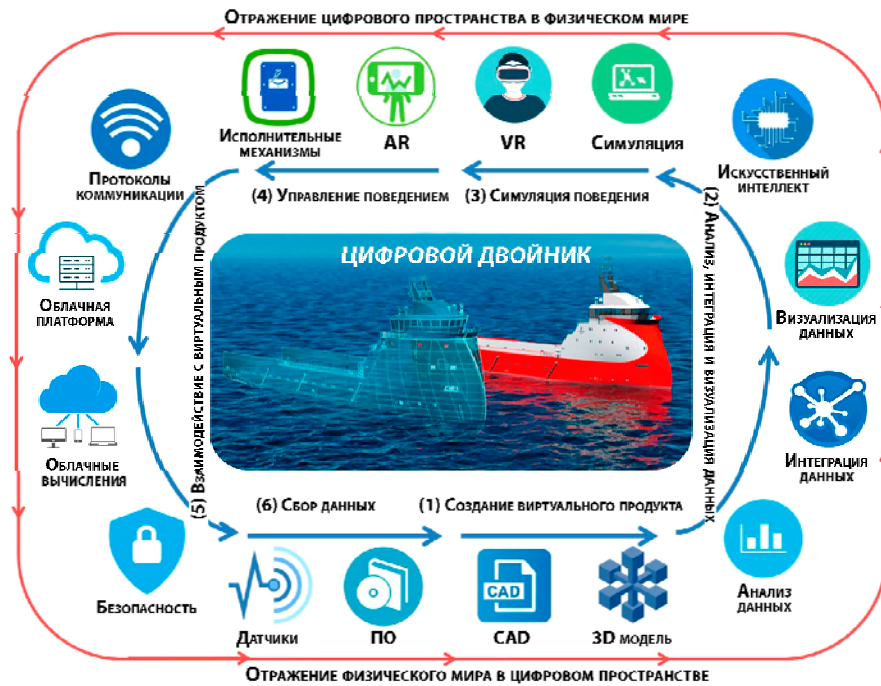 Отражение цифрового пространства в физическом мире
Исполнительные
механизмы
AR
VR
Симуляция
Протоколы
коммуникации
Искусственный
интеллект
(4) Управление поведением
(3) Симуляция поведения
(2) Анализ, интеграция и визуализация данных
ЦИФРОВОЙ ДВОЙНИК
Облачная
платформа
Визуализация
данных
Облачные
вычисления
Интеграция
данных
(5) Взаимодействие с виртуальным продуктом
(6) Сбор данных
(1) Создание виртуального продукта
Безопасность
Датчики
ПО
CAD
CAD
3D модель
Анализ
данных
Отражение физического мира в цифровом пространстве